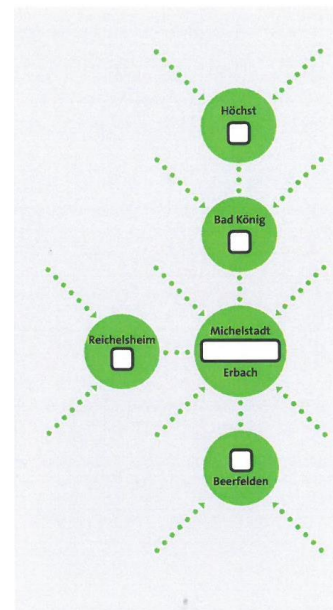 Höchst
Bad König
Reichelsheim
Michelstadt
Erbach
Beerfelden